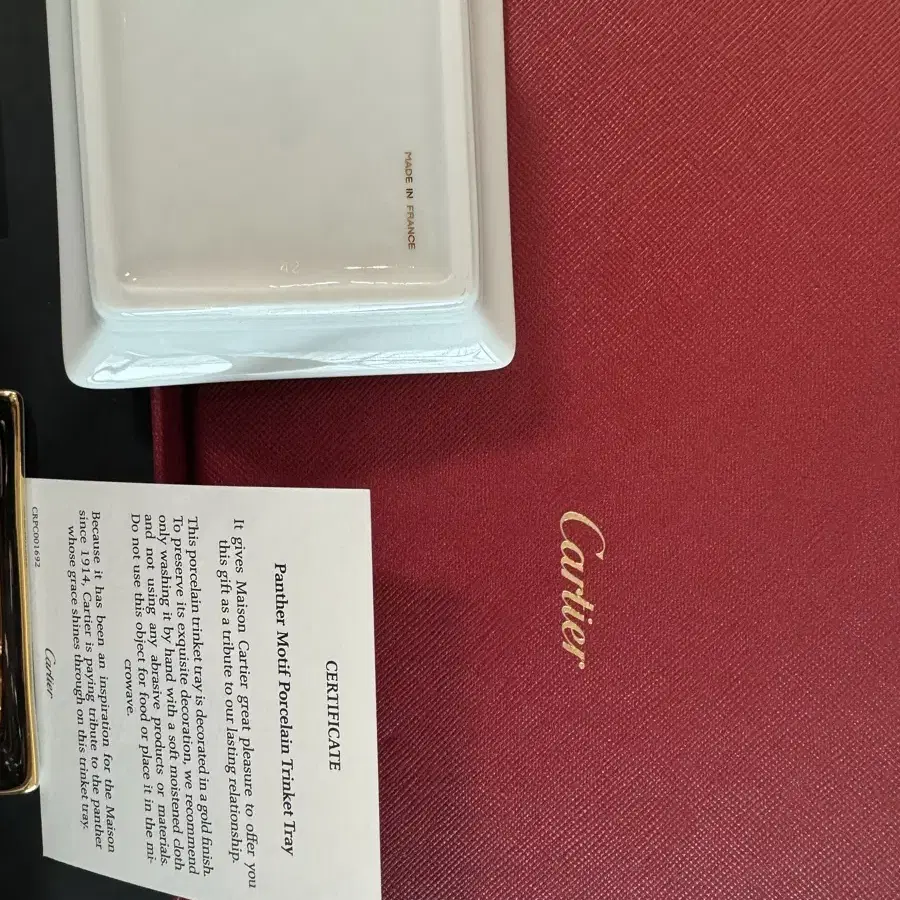 MADE IN FRANCE
42
Cartier
CERTIFICATE
Panther Motif Porcelain Trinket Tray
It gives Maison Cartier great pleasure to offer you
this gift as a tribute to our lasting relationship.
This porcelain trinket tray is decorated in a gold finish.
To preserve its exquisite decoration, we recommend
only washing it by hand with a soft moistened cloth
and not using any abrasive products or materials.
Do not use this object for food or place it in the mi-
crowave.
Because it has been an inspiration for the Maison
since 1914, Cartier is paying tribute to the panther
whose grace shines through on this trinket tray.
Cartier
CRPC001692